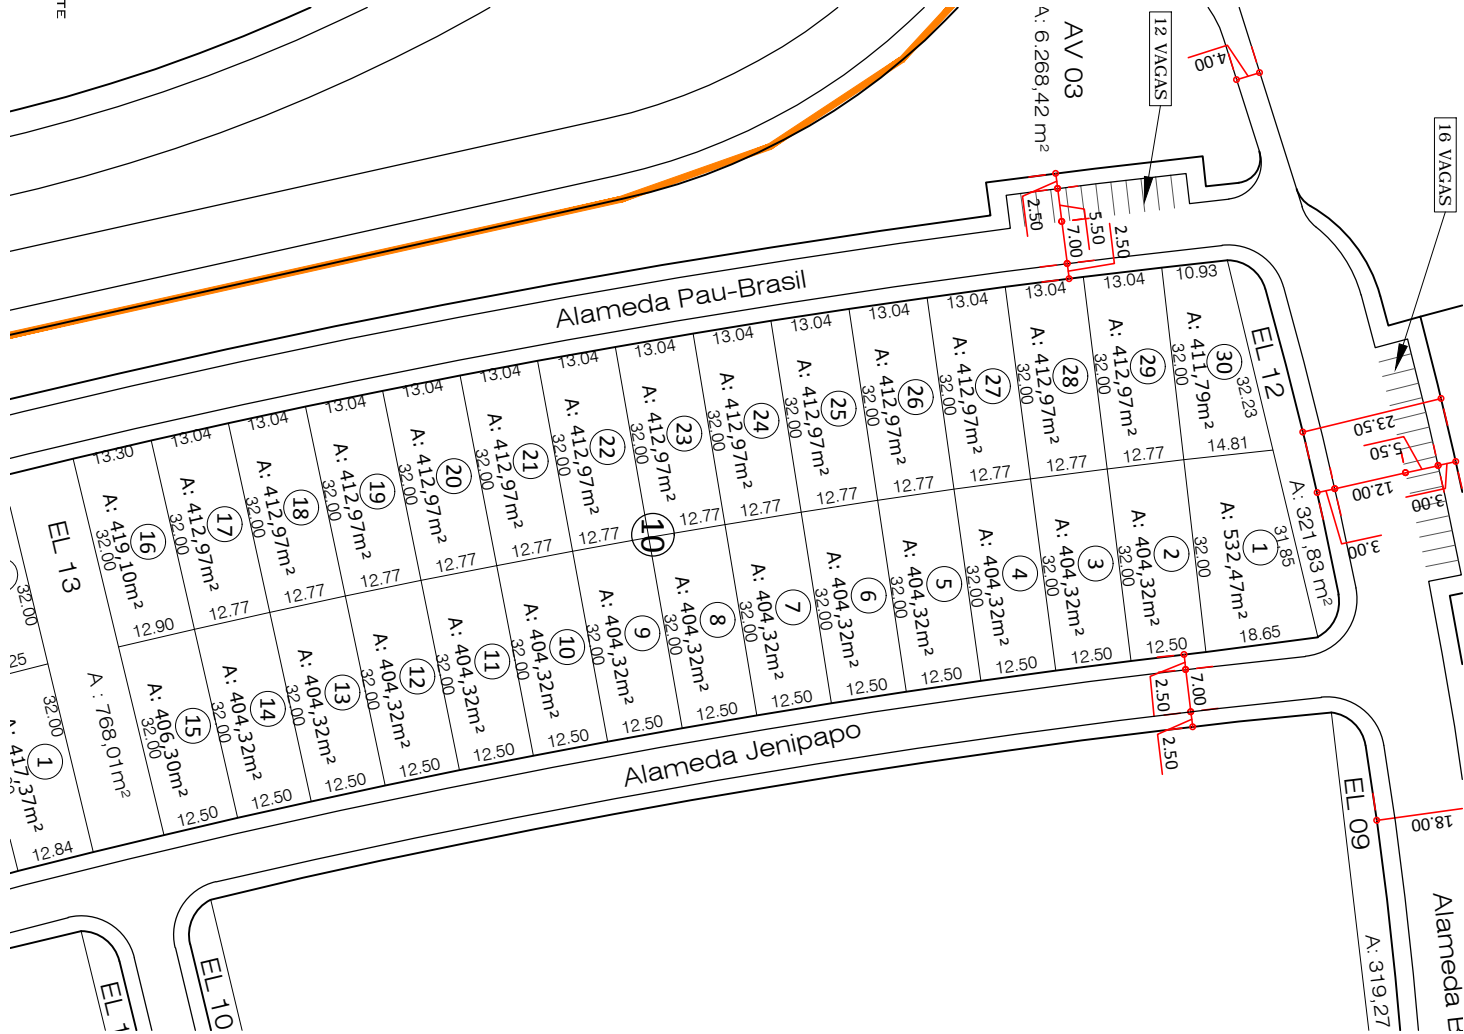 TE
AV 03
A: 6.268,42 m²
12 VAGAS
16 VAGAS
4.00
2.50
7.00
5.50
2.50
Alameda Pau-Brasil
13.30
13.04
13.04
13.04
13.04
13.04
13.04
13.04
13.04
13.04
13.04
13.04
13.04
13.04
10.93
EL 12
A: 321,83 m²
23.50
5.50
12.00
3.00
3.00
30
A: 411,79m²
32.00
32.23
14.81
29
A: 412,97m²
32.00
12.77
28
A: 412,97m²
32.00
12.77
27
A: 412,97m²
32.00
12.77
26
A: 412,97m²
32.00
12.77
25
A: 412,97m²
32.00
12.77
24
A: 412,97m²
32.00
12.77
23
A: 412,97m²
32.00
12.77
22
A: 412,97m²
32.00
12.77
21
A: 412,97m²
32.00
12.77
20
A: 412,97m²
32.00
12.77
19
A: 412,97m²
32.00
12.77
18
A: 412,97m²
32.00
12.77
17
A: 412,97m²
32.00
12.77
16
A: 419,10m²
32.00
12.90
10
1
A: 532,47m²
32.00
31.85
18.65
2
A: 404,32m²
32.00
12.50
3
A: 404,32m²
32.00
12.50
4
A: 404,32m²
32.00
12.50
5
A: 404,32m²
32.00
12.50
6
A: 404,32m²
32.00
12.50
7
A: 404,32m²
32.00
12.50
8
A: 404,32m²
32.00
12.50
9
A: 404,32m²
32.00
12.50
10
A: 404,32m²
32.00
12.50
11
A: 404,32m²
32.00
12.50
12
A: 404,32m²
32.00
12.50
13
A: 404,32m²
32.00
12.50
14
A: 404,32m²
32.00
12.50
15
A: 406,30m²
32.00
12.50
EL 13
A : 768,01m²
32.00
25
32.00
1
A: 417,37m²
12.84
Alameda Jenipapo
7.00
2.50
2.50
EL 09
A: 319,27
18.00
Alameda E
EL 10
EL 1